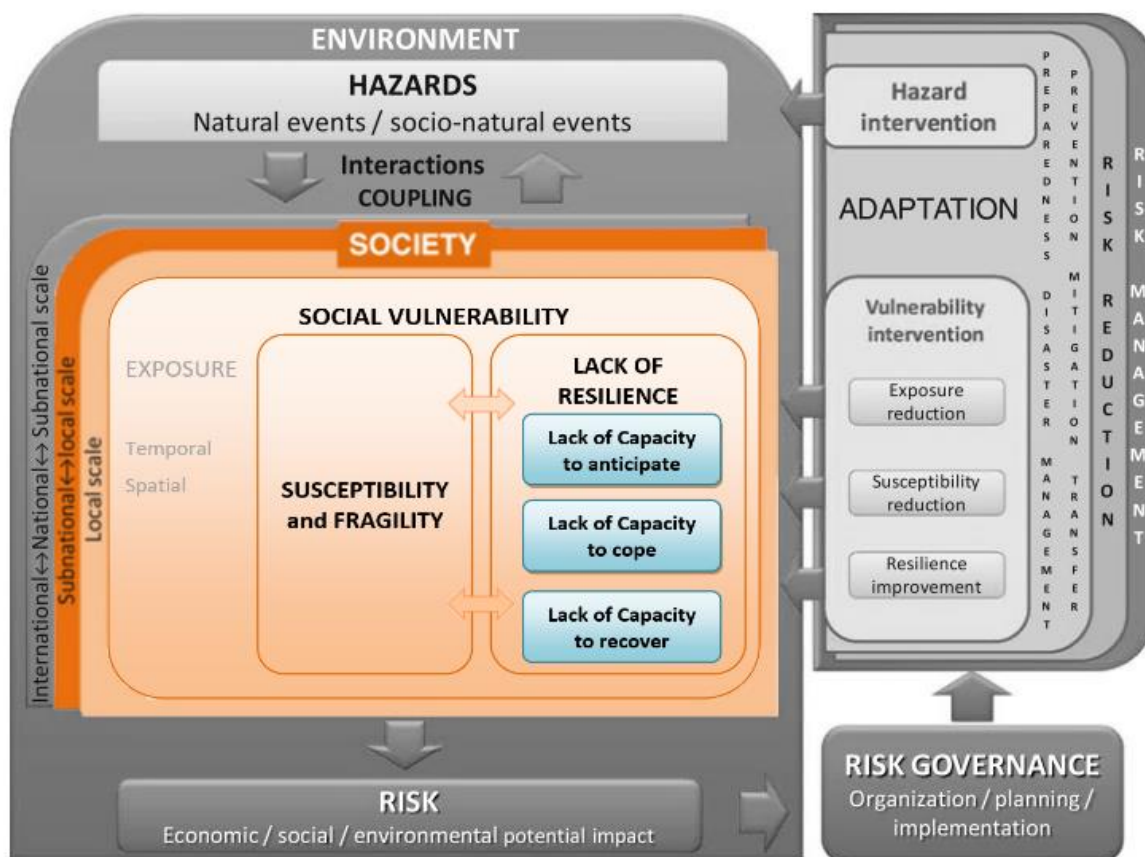 ENVIRONMENT
HAZARDS
Natural events / socio-natural events
Interactions
COUPLING
SOCIETY
International↔National↔Subnational scale
Subnational↔local scale
Local scale
SOCIAL VULNERABILITY
EXPOSURE
Temporal
Spatial
SUSCEPTIBILITY
and FRAGILITY
LACK OF
RESILIENCE
Lack of Capacity
to anticipate
Lack of Capacity
to cope
Lack of Capacity
to recover
RISK
Economic / social / environmental potential impact
Hazard
intervention
ADAPTATION
Vulnerability
intervention
Exposure
reduction
Susceptibility
reduction
Resilience
improvement
PREPAREDNESS DISASTER MANAGEMENT
PREVENTION MITIGATION TRANSFER
RISK REDUCTION
RISK MANAGEMENT
RISK GOVERNANCE
Organization / planning /
implementation